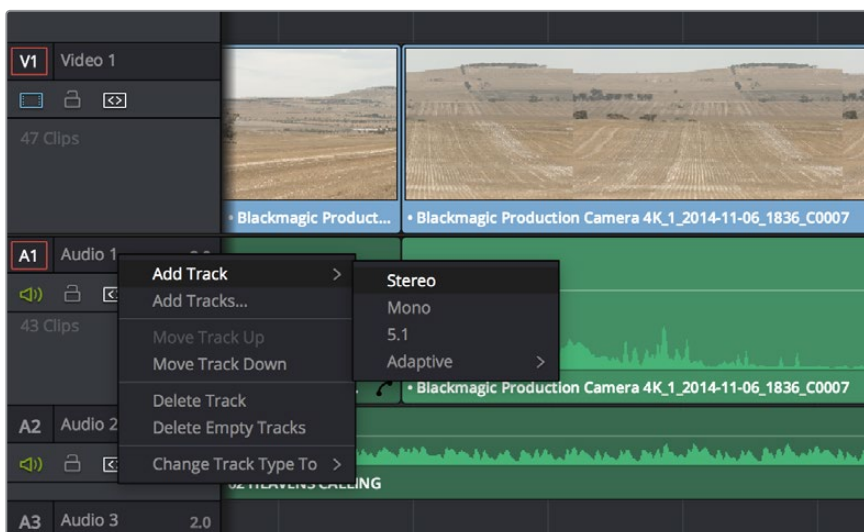 V1 Video 1
47 Clips
• Blackmagic Product... • Blackmagic Production Camera 4K_1_2014-11-06_1836_C0007
A1 Audio 1
43 Clips
Add Track >
Add Tracks...
Move Track Up
Move Track Down
Delete Track
Delete Empty Tracks
Change Track Type To >
Stereo
Mono
5.1
Adaptive >
• Blackmagic Production Camera 4K_1_2014-11-06_1836_C0007
A2 Audio 2
HEAVENS CALLING
A3 Audio 3 2.0